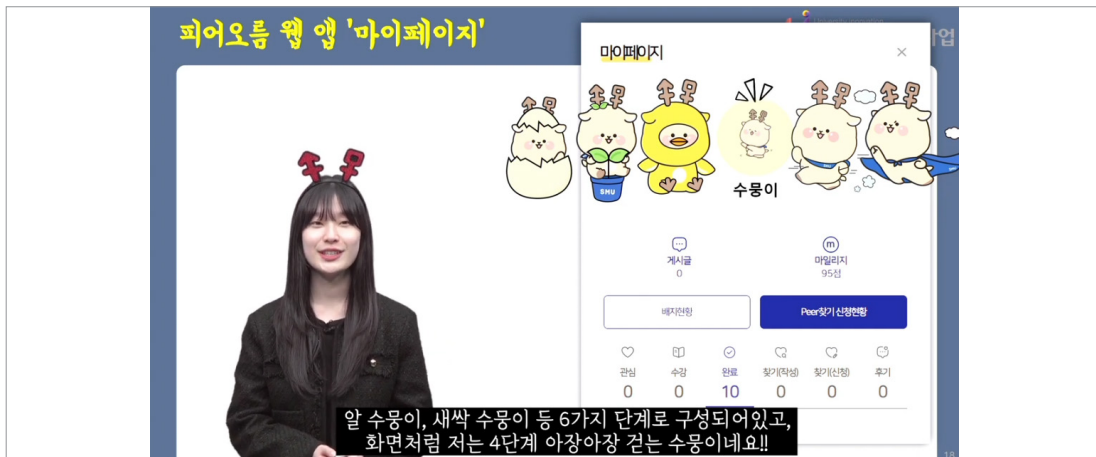 피어오름 웹 앱 '마이페이지'
업
마이페이지
SMU
수뭉이
게시글
0
마일리지
95점
배지현황
Peer찾기 신청현황
관심
수강
완료
찾기(작성)
찾기(신청)
후기
0
0
10
0
0
0
알 수뭉이, 새싹 수뭉이 등 6가지 단계로 구성되어있고,
화면처럼 저는 4단계 아장아장 걷는 수뭉이네요!!
18